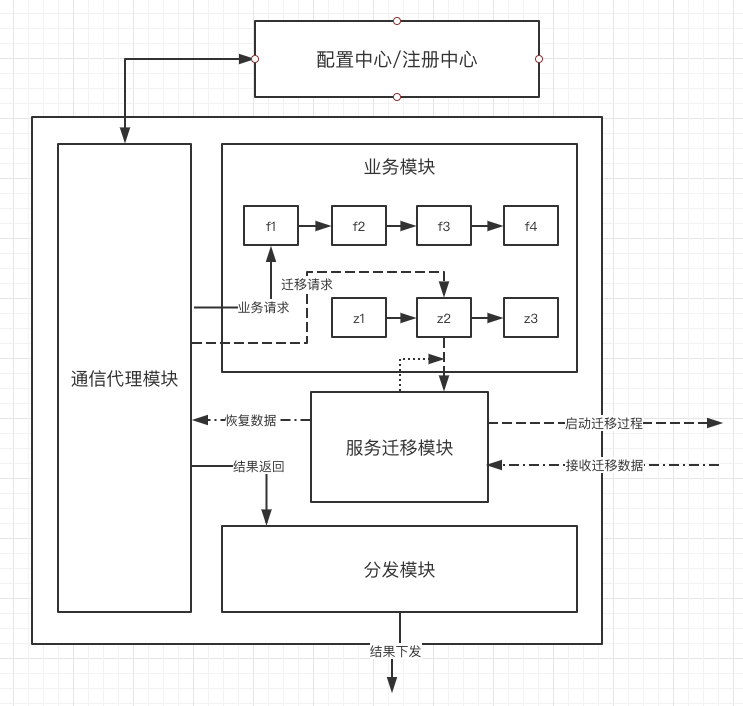 配置中心/注册中心
业务模块
f1
f2
f3
f4
迁移请求
业务请求
z1
z2
z3
通信代理模块
恢复数据
服务迁移模块
启动迁移过程
接收迁移数据
结果返回
分发模块
结果下发